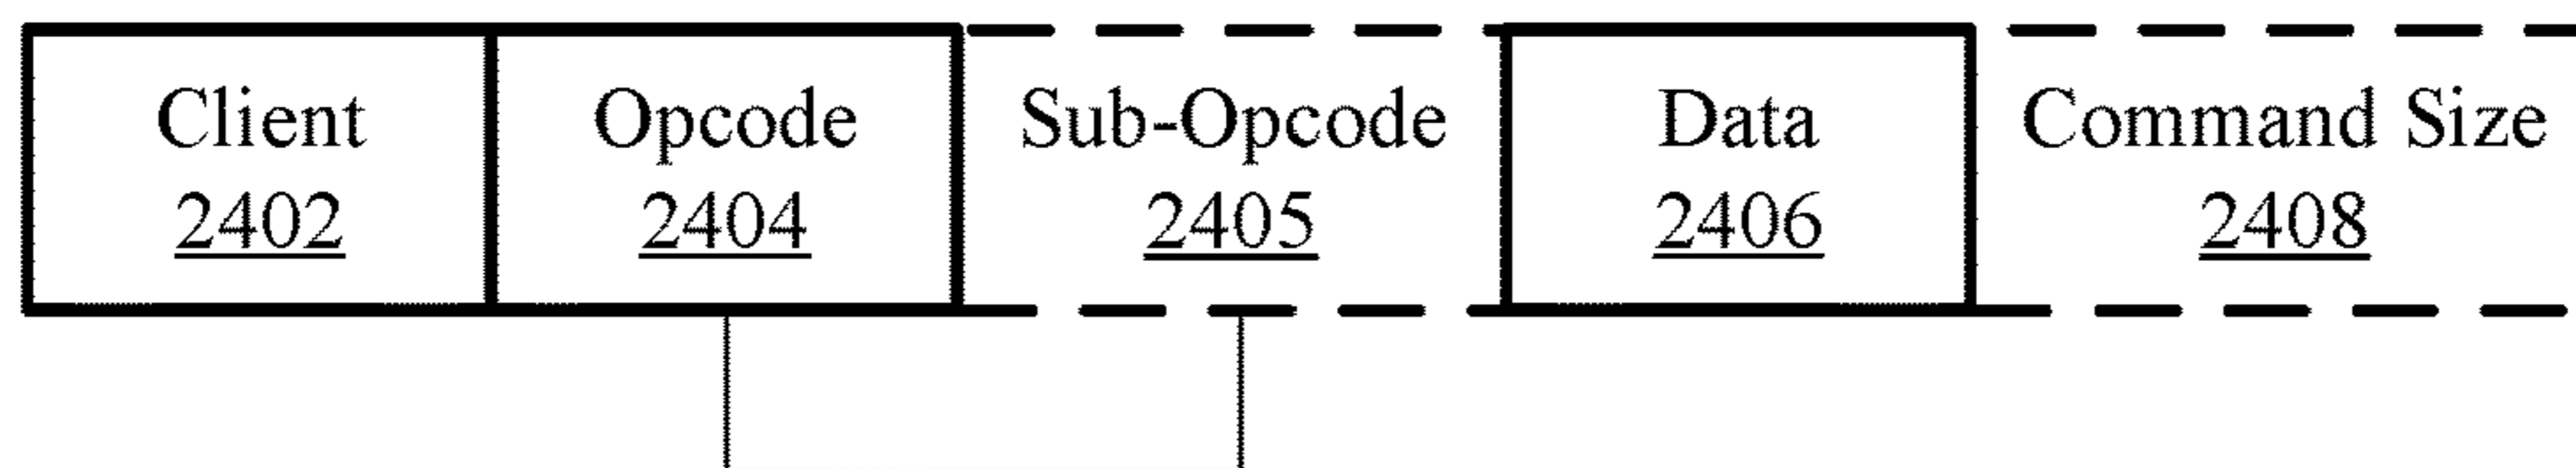 Client Opcode Sub-Opcode Data Command Size
2402 2404 2405 2406 2408